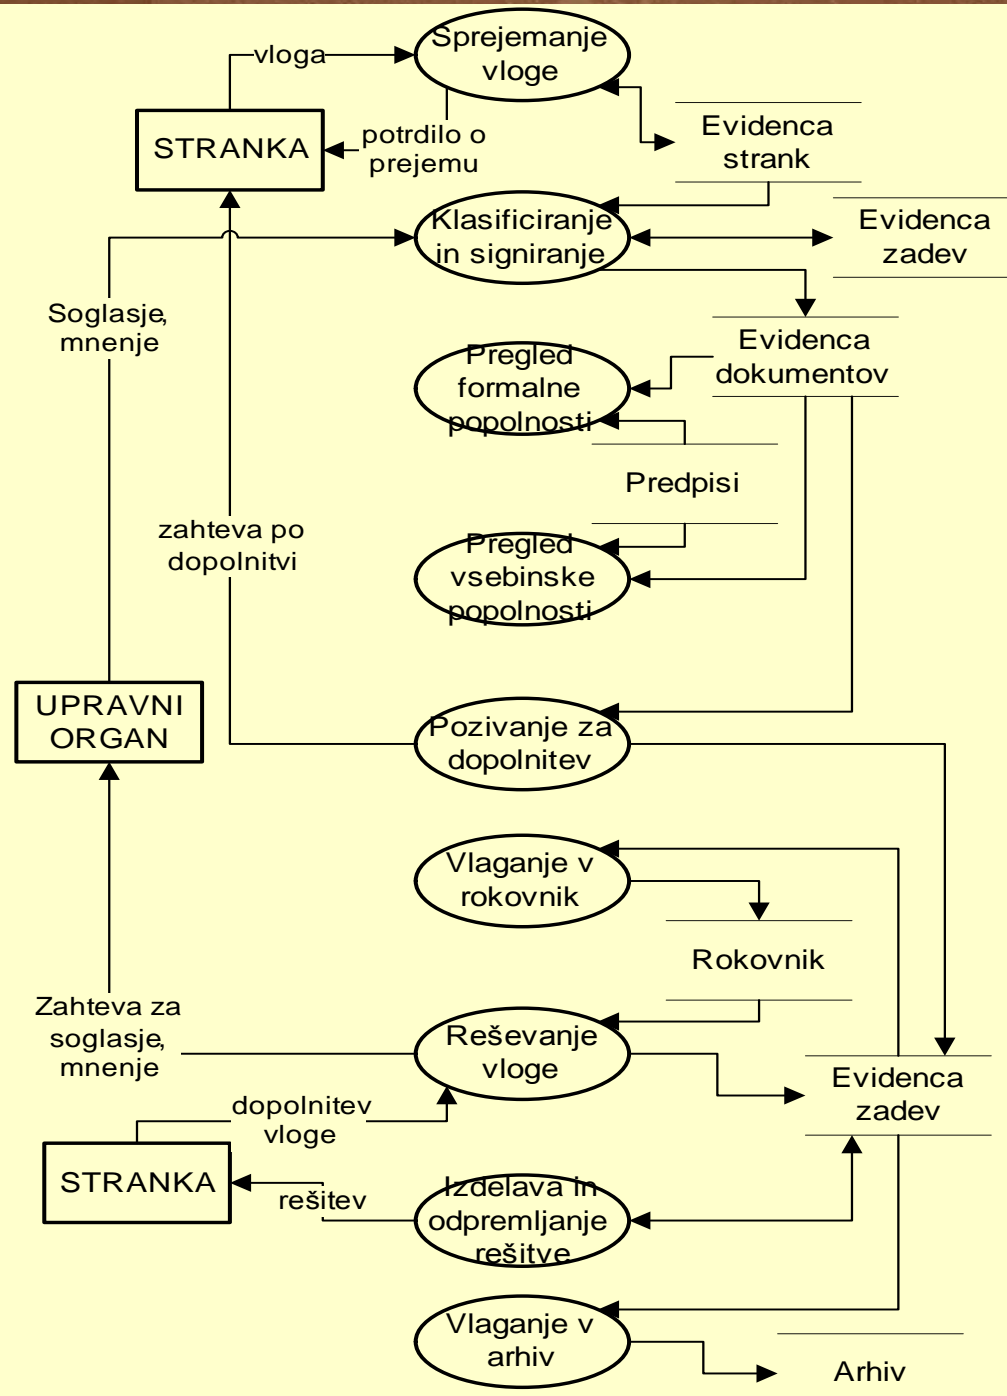 Sprejemanje
vloge
vloga
STRANKA
potrdilo o
prejemu
Evidenca
strank
Klasificiranje
in signiranje
Evidenca
zadev
Soglasje,
mnenje
Evidenca
dokumentov
Pregled
formalne
popolnosti
Predpisi
zahteva po
dopolnitvi
Pregled
vsebinske
popolnosti
UPRAVNI
ORGAN
Pozivanje za
dopolnitev
Vlaganje v
rokovnik
Rokovnik
Zahteva za
soglasje,
mnenje
Reševanje
vloge
Evidenca
zadev
dopolnitev
vloge
STRANKA
rešitev
Izdelava in
odpremljanje
rešitve
Vlaganje v
arhiv
Arhiv